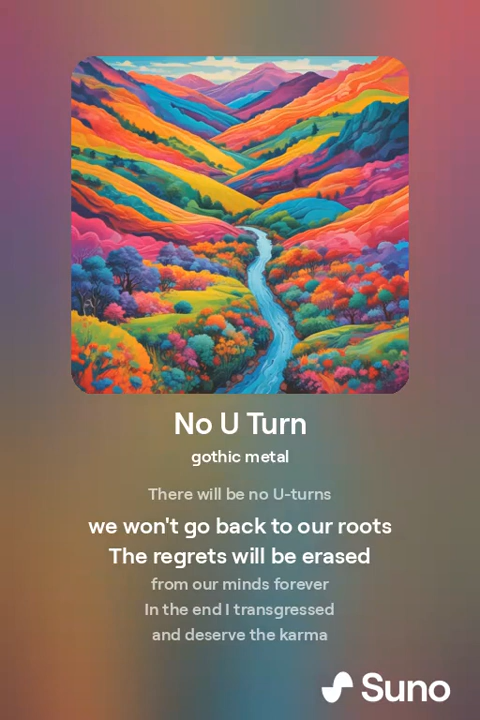 No U Turn
gothic metal
There will be no U-turns
we won't go back to our roots
The regrets will be erased
from our minds forever
In the end I transgressed
and deserve the karma
Suno